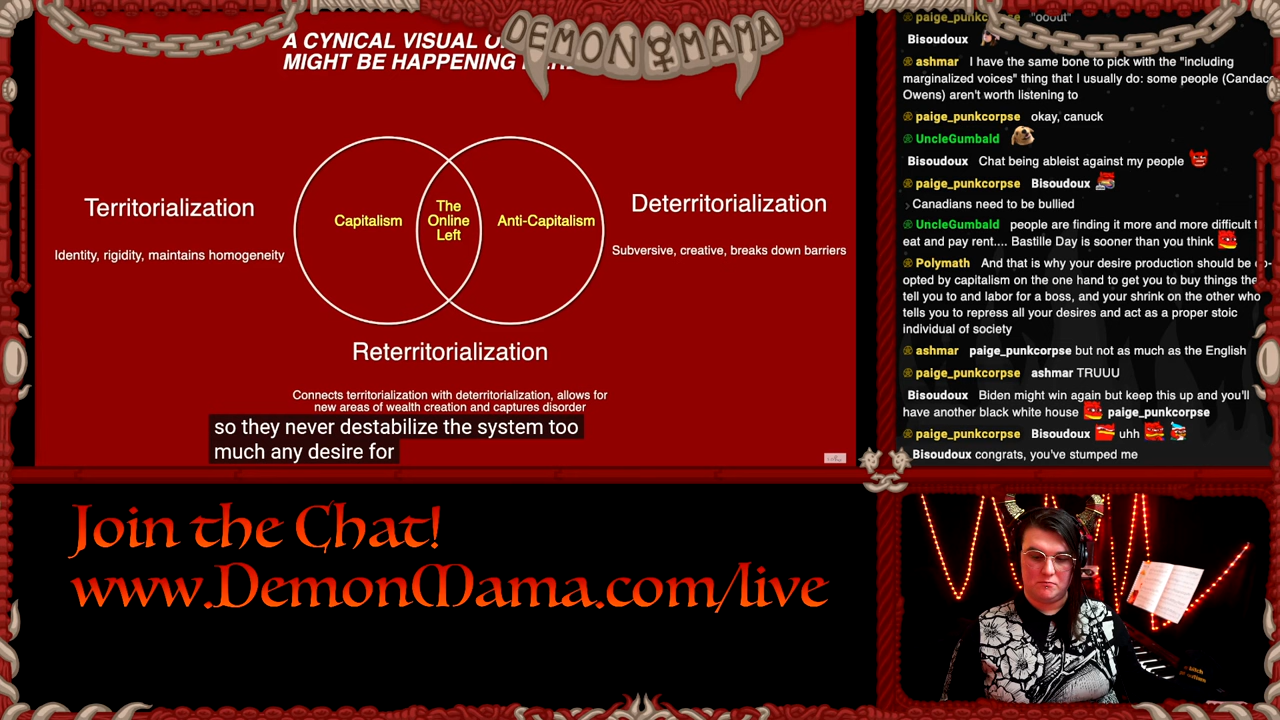 A CYNICAL VISUAL
MIGHT BE HAPPENING
DEMON MAMA
Territorialization
Identity, rigidity, maintains homogeneity
Capitalism
The
Online
Left
Anti-Capitalism
Deterritorialization
Subversive, creative, breaks down barriers
Reterritorialization
Connects territorialization with deterritorialization, allows for
new areas of wealth creation and captures disorder
so they never destabilize the system too
much any desire for
Join the Chat!
www.DemonMama.com/live
"ooout"
Bisoudoux
ashmar I have the same bone to pick with the "including
marginalized voices" thing that I usually do: some people (Candace
Owens) aren't worth listening to
paige_punkcorpse okay, canuck
UncleGumbald
Bisoudoux Chat being ableist against my people
paige_punkcorpse Bisoudoux
Canadians need to be bullied
UncleGumbald people are finding it more and more difficult
eat and pay rent.... Bastille Day is sooner than you think
Polymath And that is why your desire production should be co-
opted by capitalism on the one hand to get you to buy things
tell you to and labor for a boss, and your shrink on the other who
tells you to repress all your desires and act as a proper stoic
individual of society
ashmar paige_punkcorpse but not as much as the English
paige_punkcorpse ashmar TRUUU
Bisoudoux Biden might win again but keep this up and you'll
have another black white house paige_punkcorpse
paige_punkcorpse Bisoudoux uhh
Bisoudoux congrats, you've stumped me